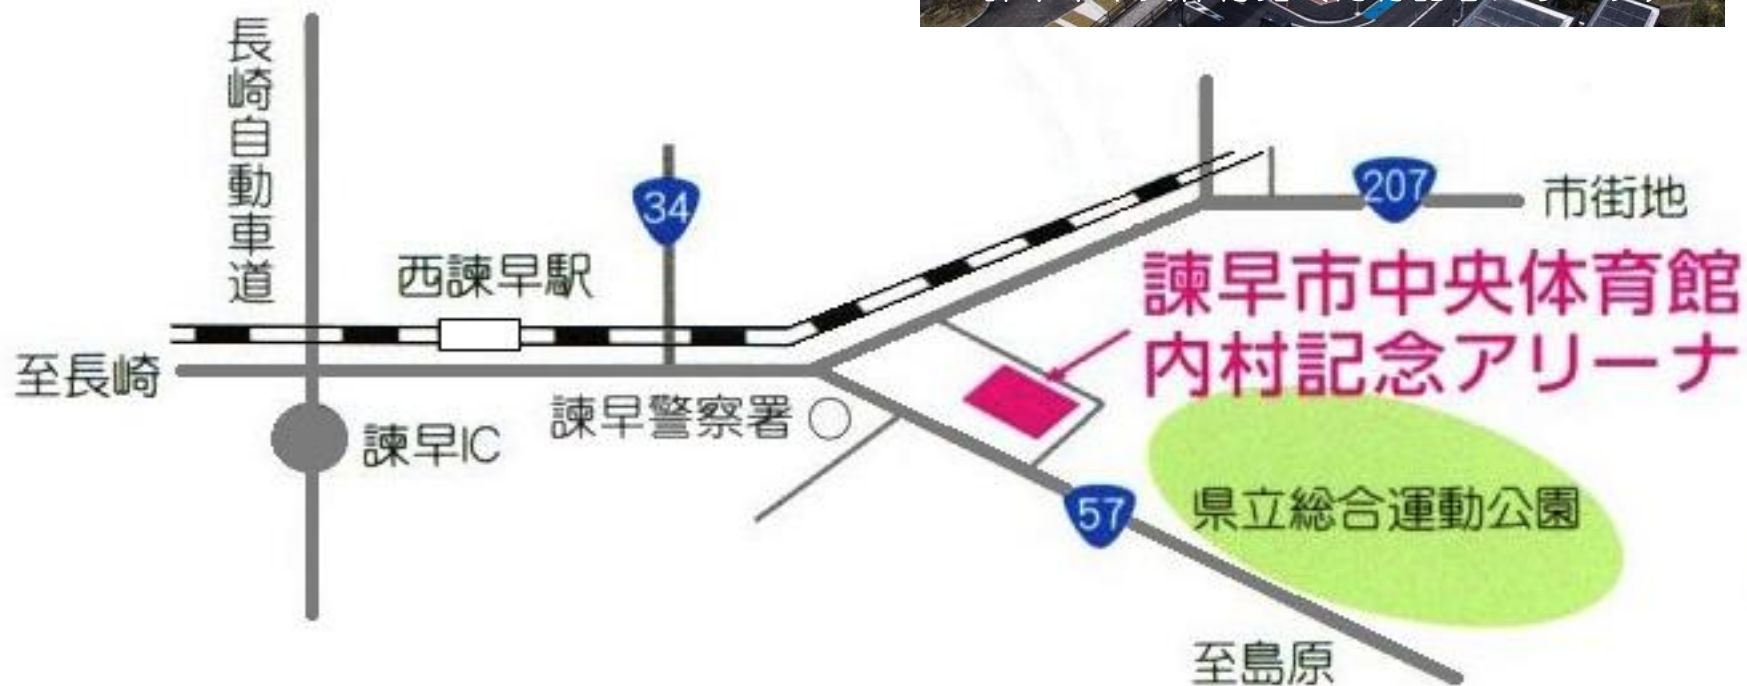 長崎自動車道
34
207
市街地
西諫早駅
諫早市中央体育館
内村記念アリーナ
至長崎
諫早警察署
諫早IC
57
県立総合運動公園
至島原